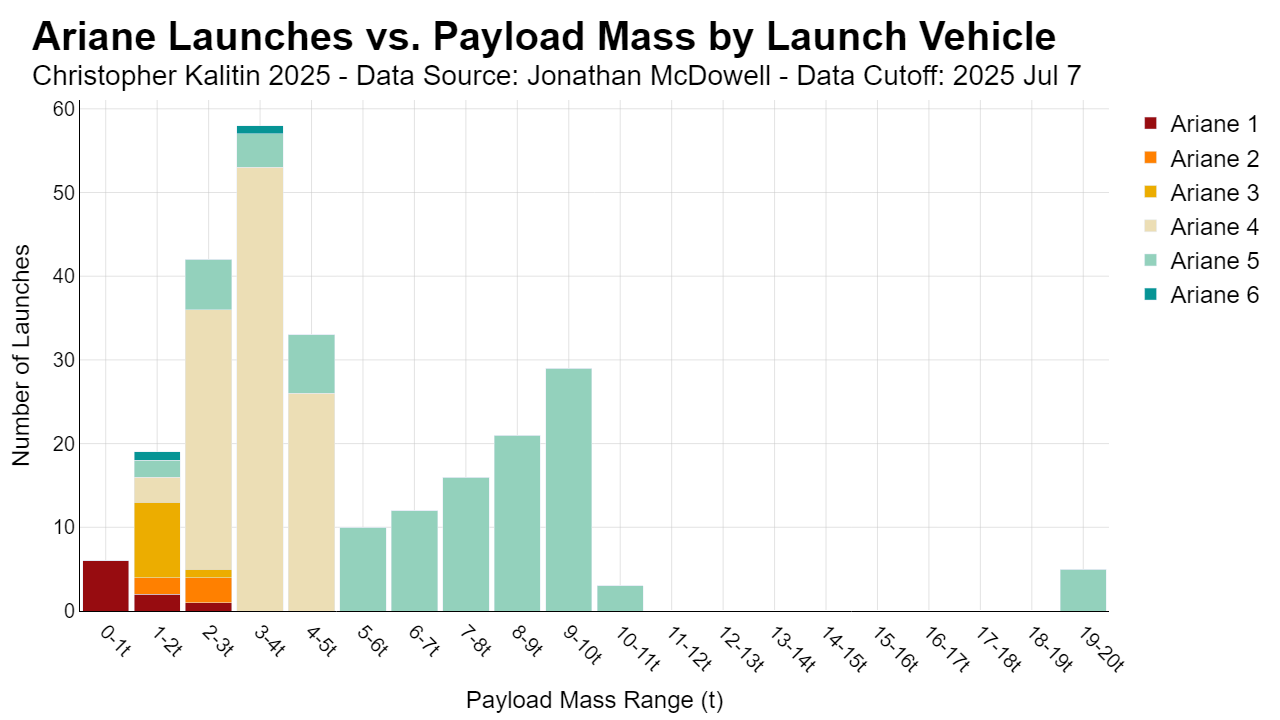 Ariane Launches vs. Payload Mass by Launch Vehicle
Christopher Kalitin 2025 - Data Source: Jonathan McDowell - Data Cutoff: 2025 Jul 7
Number of Launches
60
50
40
30
20
10
0
0-1t
1-2t
2-3t
3-4t
4-5t
5-6t
6-7t
7-8t
8-9t
9-10t
10-11t
11-12t
12-13t
13-14t
14-15t
15-16t
16-17t
17-18t
18-19t
19-20t
Payload Mass Range (t)
Ariane 1
Ariane 2
Ariane 3
Ariane 4
Ariane 5
Ariane 6